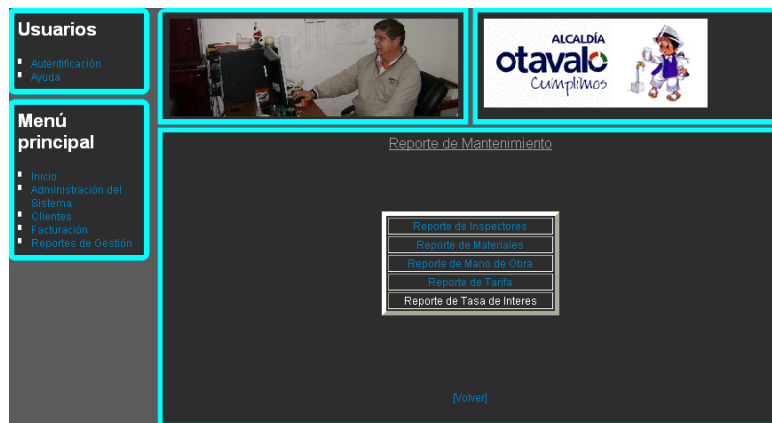 Usuarios
Autentificación
Ayuda
Menú
principal
Inicio
Administración del
Sistema
Clientes
Facturación
Reportes de Gestión
ALCALDÍA
otavalo
Cumplimos
Reporte de Mantenimiento
Reporte de Inspectores
Reporte de Materiales
Reporte de Mano de Obra
Reporte de Tarifa
Reporte de Tasa de Interes
[Volver]